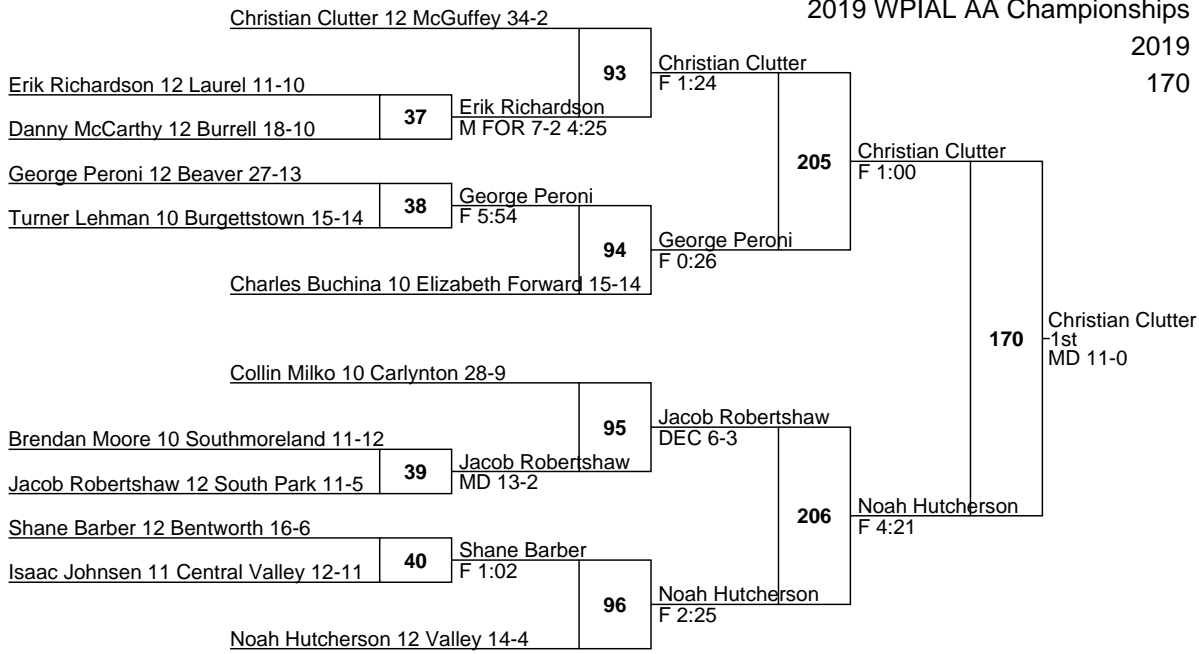 2019 WPIAL AA Championships
2019
170
Christian Clutter 12 McGuffey 34-2
93
Christian Clutter
F 1:24
Erik Richardson 12 Laurel 11-10
37
Erik Richardson
M FOR 7-2 4:25
Danny McCarthy 12 Burrell 18-10
205
Christian Clutter
F 1:00
George Peroni 12 Beaver 27-13
38
George Peroni
F 5:54
Turner Lehman 10 Burgettstown 15-14
94
George Peroni
F 0:26
Charles Buchina 10 Elizabeth Forward 15-14
170
Christian Clutter
1st
MD 11-0
Collin Milko 10 Carlynton 28-9
95
Jacob Robertshaw
DEC 6-3
Brendan Moore 10 Southmoreland 11-12
39
Jacob Robertshaw
MD 13-2
Jacob Robertshaw 12 South Park 11-5
206
Noah Hutcherson
F 4:21
Shane Barber 12 Bentworth 16-6
40
Shane Barber
F 1:02
Isaac Johnsen 11 Central Valley 12-11
96
Noah Hutcherson
F 2:25
Noah Hutcherson 12 Valley 14-4